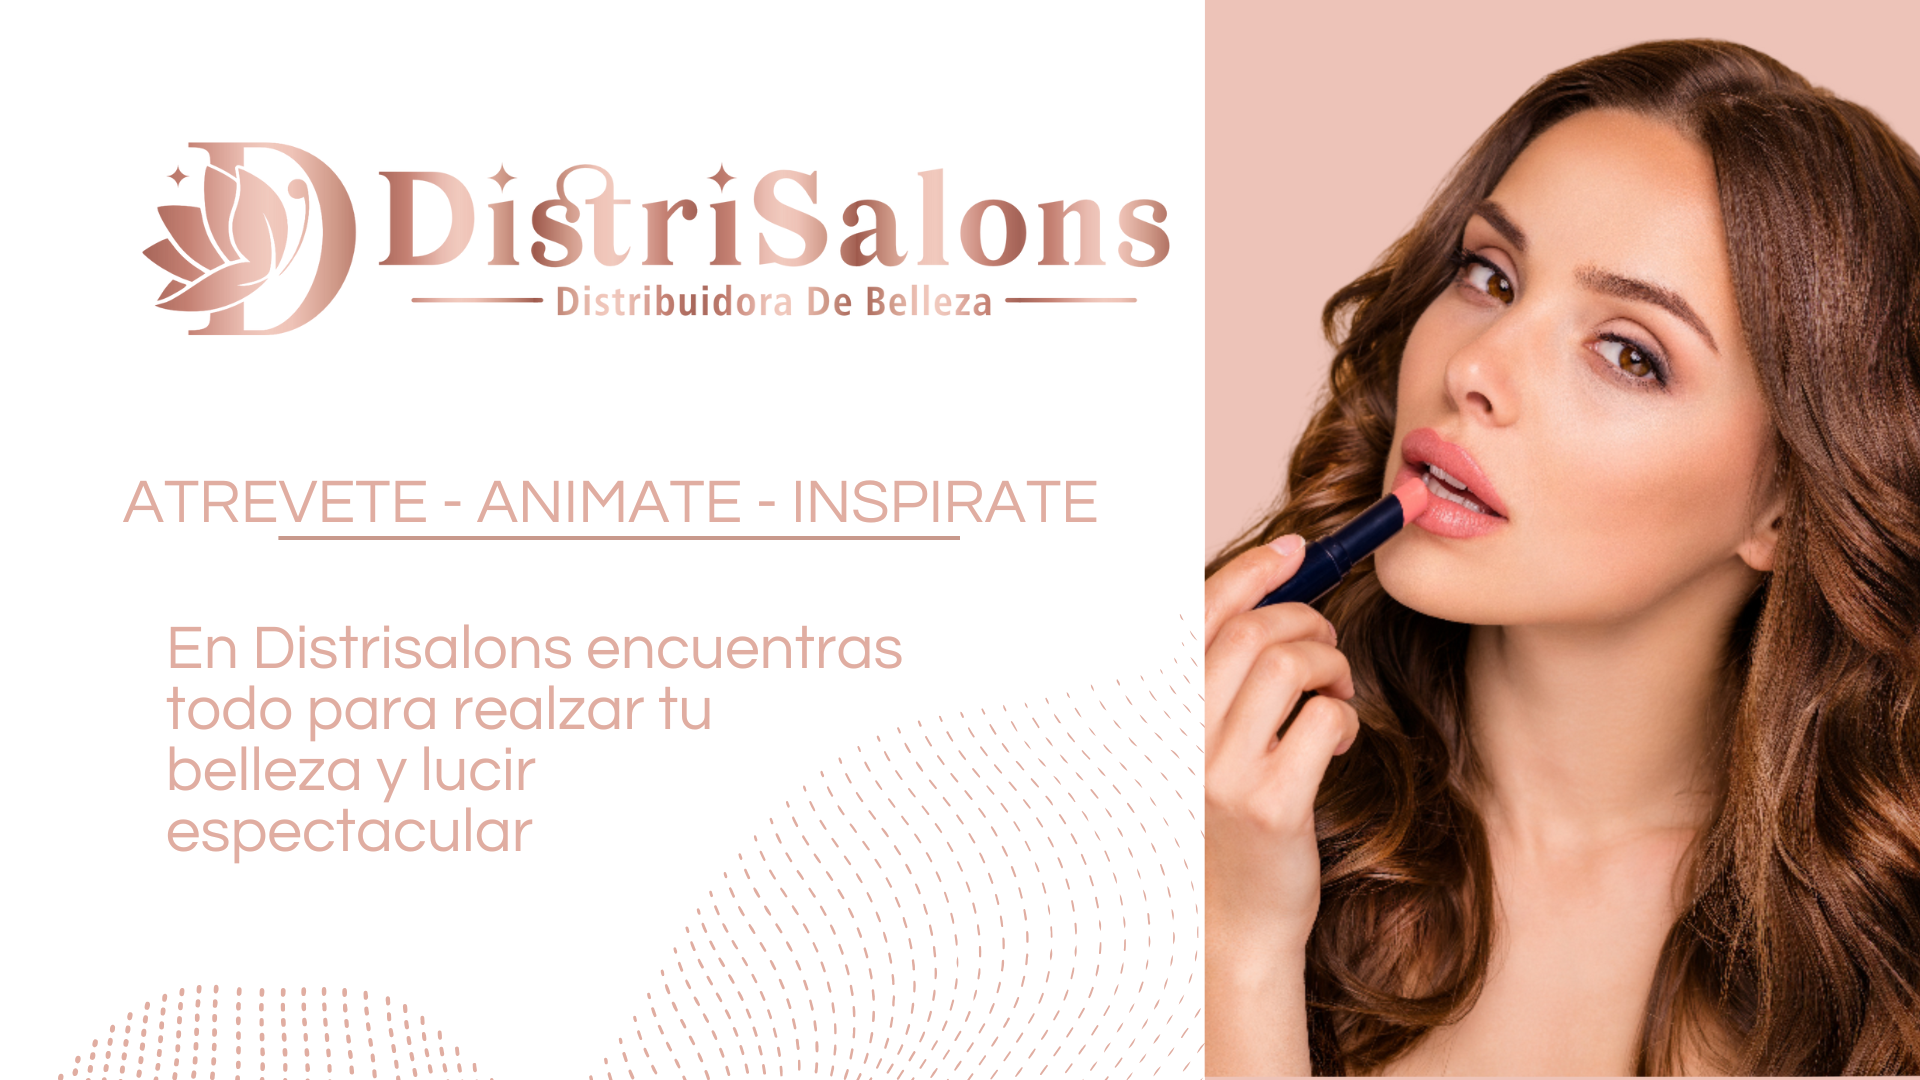 DistriSalons
Distribuidora De Belleza
ATREVETE - ANIMATE - INSPIRATE
En Distrisalons encuentras
todo para realzar tu
belleza y lucir
espectacular